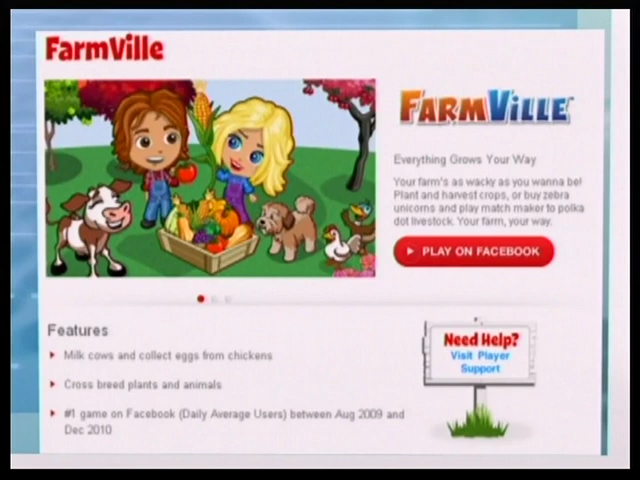 FarmVille
FARMVILLE
Everything Grows Your Way
Your farm's as wacky as you wanna be!
Plant and harvest crops, or buy zebra
unicorns and play match maker to polka
dot livestock. Your farm, your way.
PLAY ON FACEBOOK
Features
Milk cows and collect eggs from chickens
Cross breed plants and animals
#1 game on Facebook (Daily Average Users) between Aug 2009 and
Dec 2010
Need Help?
Visit Player
Support